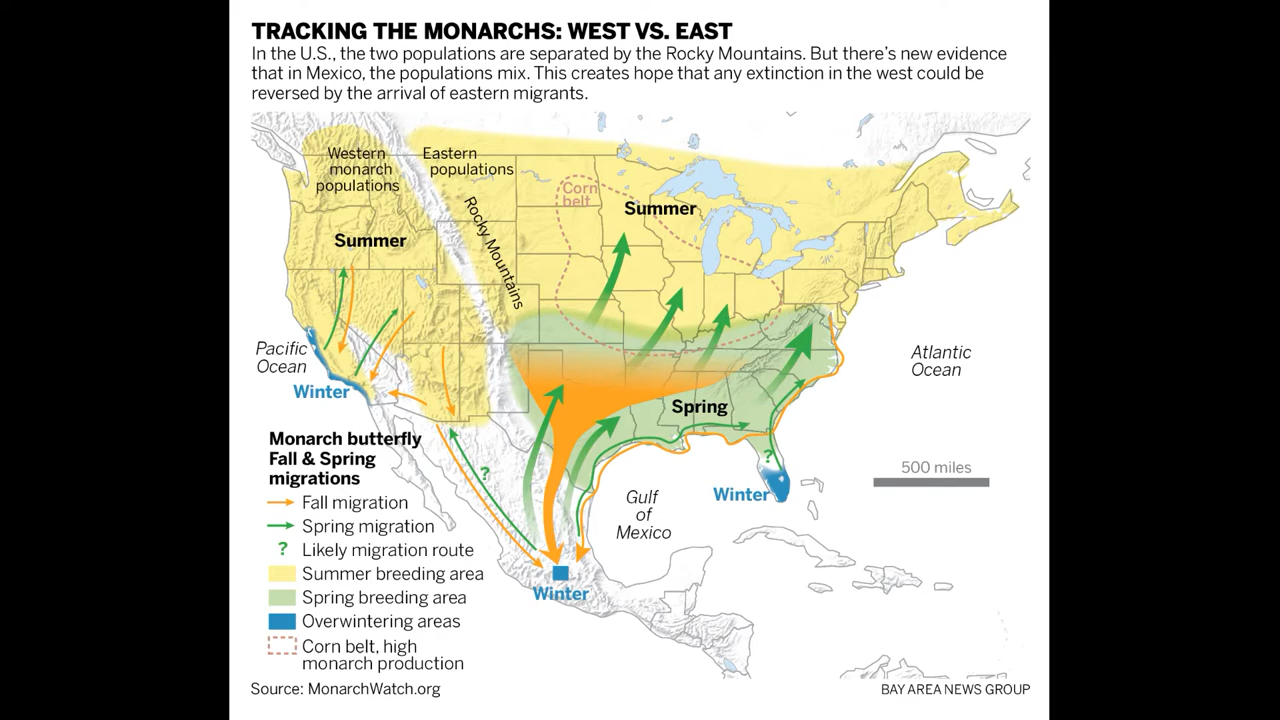 TRACKING THE MONARCHS: WEST VS. EAST
In the U.S., the two populations are separated by the Rocky Mountains. But there's new evidence
that in Mexico, the populations mix. This creates hope that any extinction in the west could be
reversed by the arrival of eastern migrants.
Western
monarch
populations
Eastern
populations
Corn
belt
Summer
Rocky Mountains
Summer
Pacific
Ocean
Atlantic
Ocean
Winter
Spring
Monarch butterfly
Fall & Spring
migrations
?
?
500 miles
Winter
Gulf
of
Mexico
Fall migration
Spring migration
? Likely migration route
Summer breeding area
Winter
Spring breeding area
Overwintering areas
Corn belt, high
monarch production
Source: MonarchWatch.org
BAY AREA NEWS GROUP